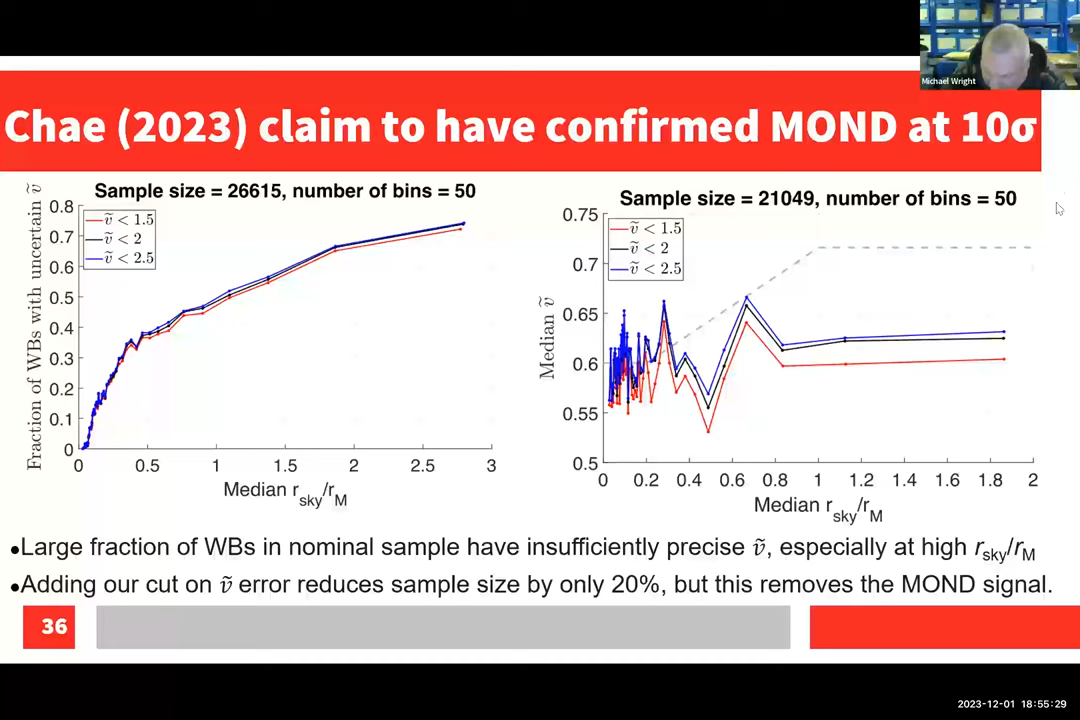 Michael Wright
Chae (2023) claim to have confirmed MOND at 10σ
Sample size = 26615, number of bins = 50
Fraction of WBs with uncertain ṽ
0.8
0.7
0.6
0.5
0.4
0.3
0.2
0.1
0
ṽ < 1.5
ṽ < 2
ṽ < 2.5
0 0.5 1 1.5 2 2.5 3
Median r_sky/r_M
Sample size = 21049, number of bins = 50
Median ṽ
0.75
0.7
0.65
0.6
0.55
0.5
ṽ < 1.5
ṽ < 2
ṽ < 2.5
0 0.2 0.4 0.6 0.8 1 1.2 1.4 1.6 1.8 2
Median r_sky/r_M
•Large fraction of WBs in nominal sample have insufficiently precise ṽ, especially at high r_sky/r_M
•Adding our cut on ṽ error reduces sample size by only 20%, but this removes the MOND signal.
36
2023-12-01 18:55:29